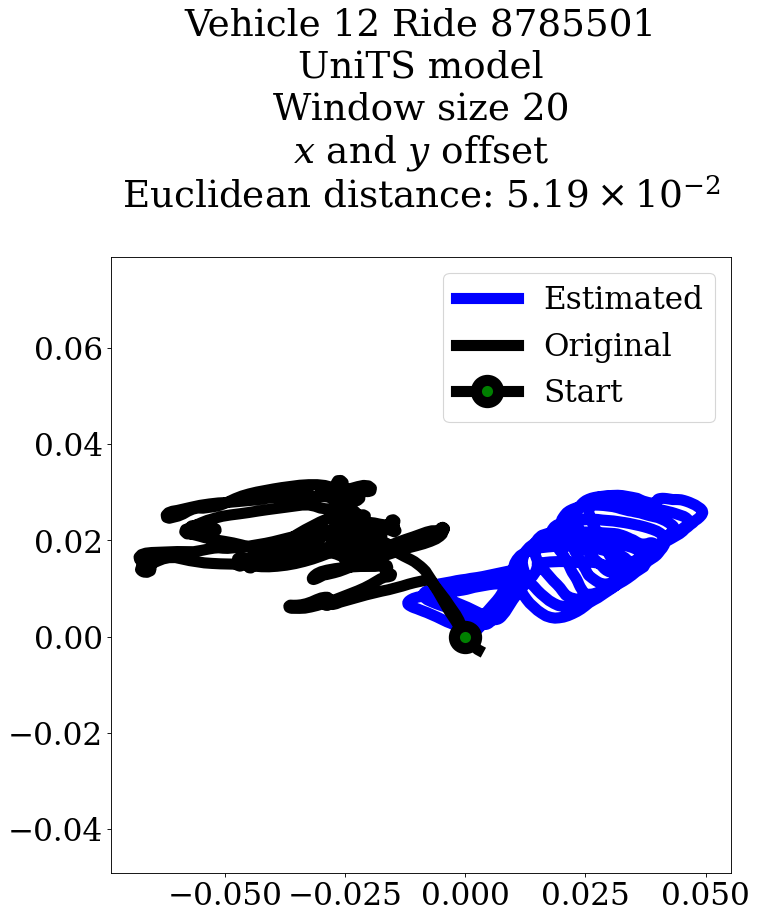 Vehicle 12 Ride 8785501
UniTS model
Window size 20
x and y offset
Euclidean distance: 5.19 × 10⁻²
Estimated
Original
Start
0.06
0.04
0.02
0.00
−0.02
−0.04
−0.050 −0.025 0.000 0.025 0.050